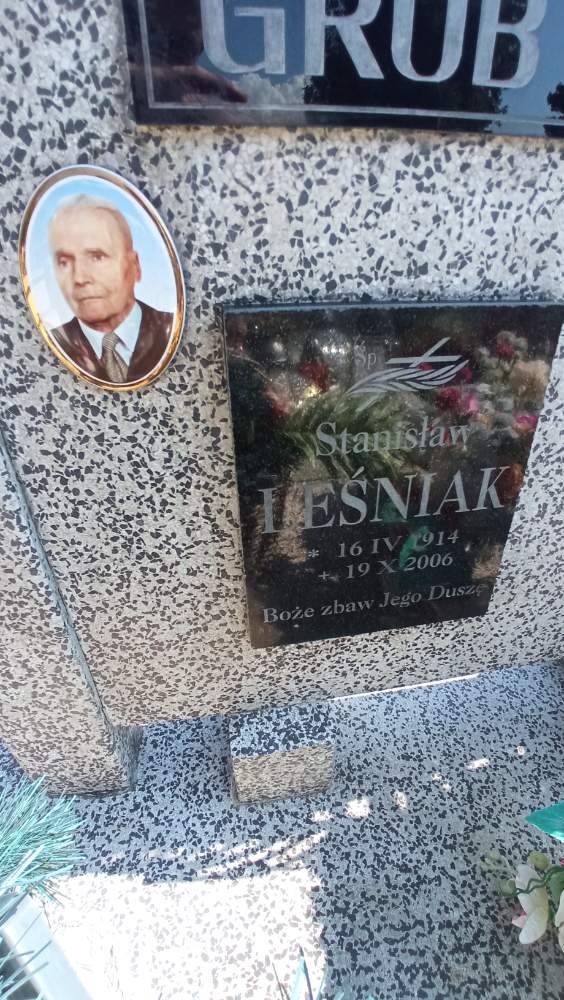 GRÓB
Śp
Stanisław
LEŚNIAK
* 16 IV 1914
+ 19 X 2006
Boże zbaw Jego Duszę